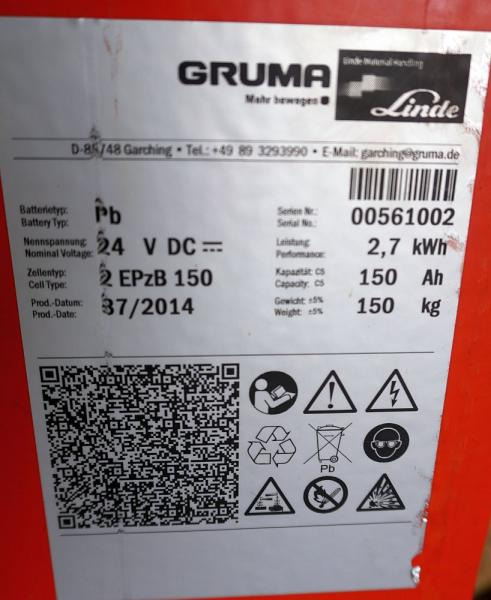 GRUMA
Mehr bewegen
Linde Material Handling
Linde
Garching • Tel.: +49 89 3293990 • E-Mail: garching@gruma.de
Batterietyp: Pb
Battery Type:
Serien Nr.: 00561002
Serial No.:
Nennspannung: 24 V DC
Nominal Voltage:
Leistung: 2,7 kWh
Performance:
Zellentyp: 2 EPzB 150
Cell Type:
Kapazität: C5 150 Ah
Capacity: C5
Prod.-Datum: 37/2014
Prod.-Date:
Gewicht: ±5% 150 kg
Weight: ±5%
Pb